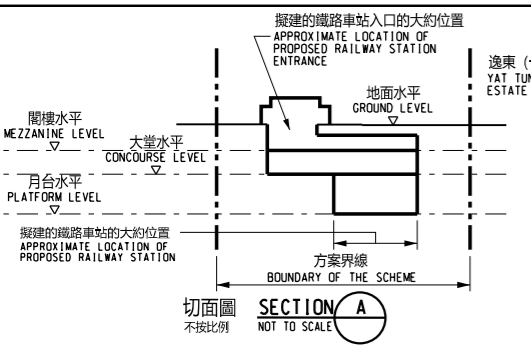 擬建的鐵路車站入口的大約位置
APPROXIMATE LOCATION OF
PROPOSED RAILWAY STATION
ENTRANCE
逸東（
YAT TUN
ESTATE
地面水平
GROUND LEVEL
閣樓水平
MEZZANINE LEVEL
大堂水平
CONCOURSE LEVEL
月台水平
PLATFORM LEVEL
擬建的鐵路車站的大約位置
APPROXIMATE LOCATION OF
PROPOSED RAILWAY STATION
方案界線
BOUNDARY OF THE SCHEME
切面圖 SECTION A
不按比例 NOT TO SCALE